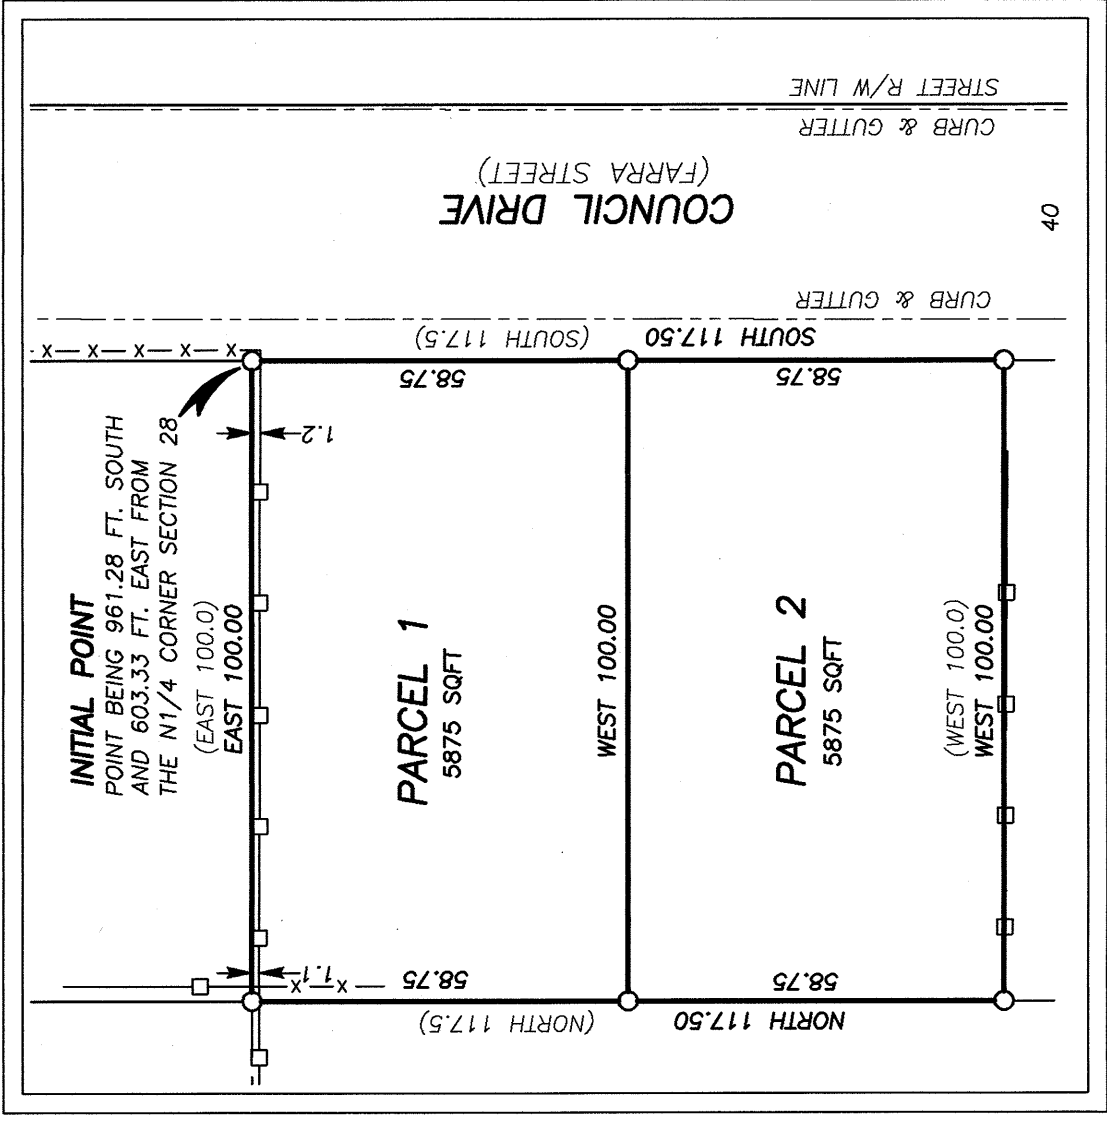 STREET R/W LINE
CURB & GUTTER
(FARRA STREET)
COUNCIL DRIVE
40
CURB & GUTTER
(SOUTH 117.5)
SOUTH 117.50
58.75
58.75
1.2
INITIAL POINT
POINT BEING 961.28 FT. SOUTH
AND 603.33 FT. EAST FROM
THE N1/4 CORNER SECTION 28
(EAST 100.0)
EAST 100.00
PARCEL 1
5875 SQFT
WEST 100.00
PARCEL 2
5875 SQFT
(WEST 100.0)
WEST 100.00
1.1
58.75
58.75
(NORTH 117.5)
NORTH 117.50